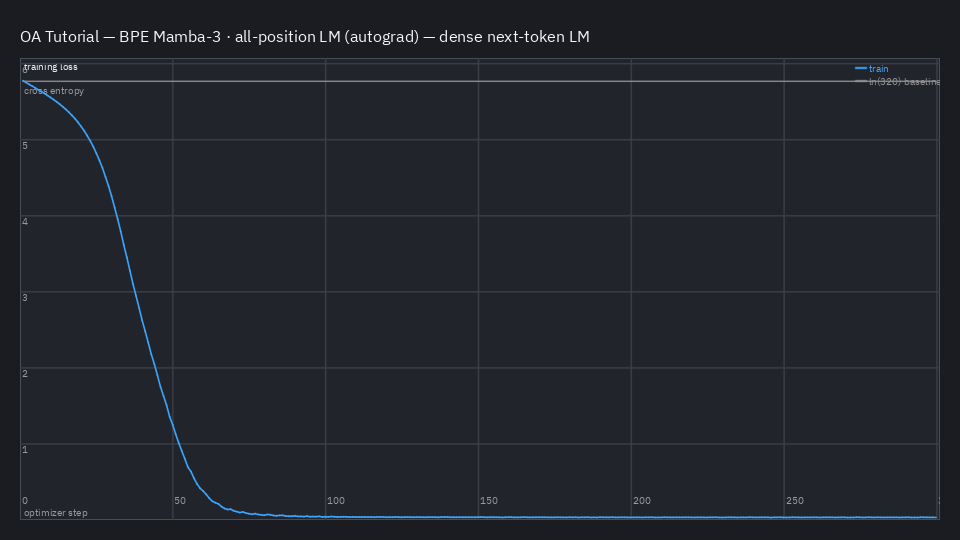 OA Tutorial — BPE Mamba-3 · all-position LM (autograd) — dense next-token LM
training loss
train
6
ln(320) baseline
cross entropy
5
4
3
2
1
0 50 100 150 200 250
optimizer step